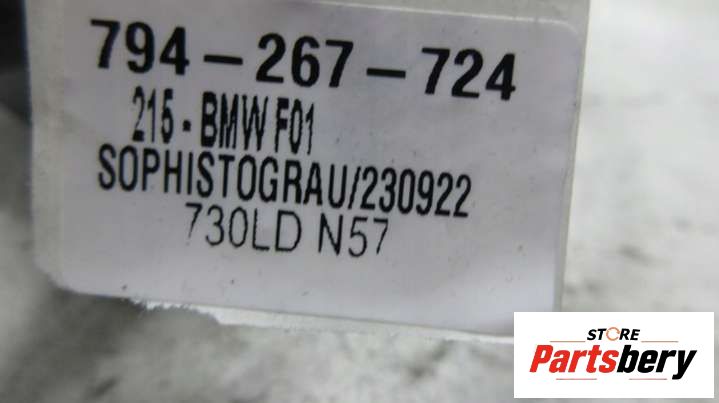 794-267-724
215-BMW F01
SOPHISTOGRAU/230922
730LD N57
STORE
Partsbery